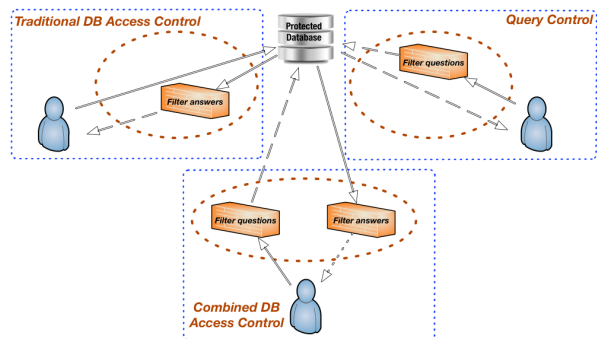 Traditional DB Access Control
Protected
Database
Query Control
Filter questions
Filter answers
Filter questions
Filter answers
Combined DB
Access Control